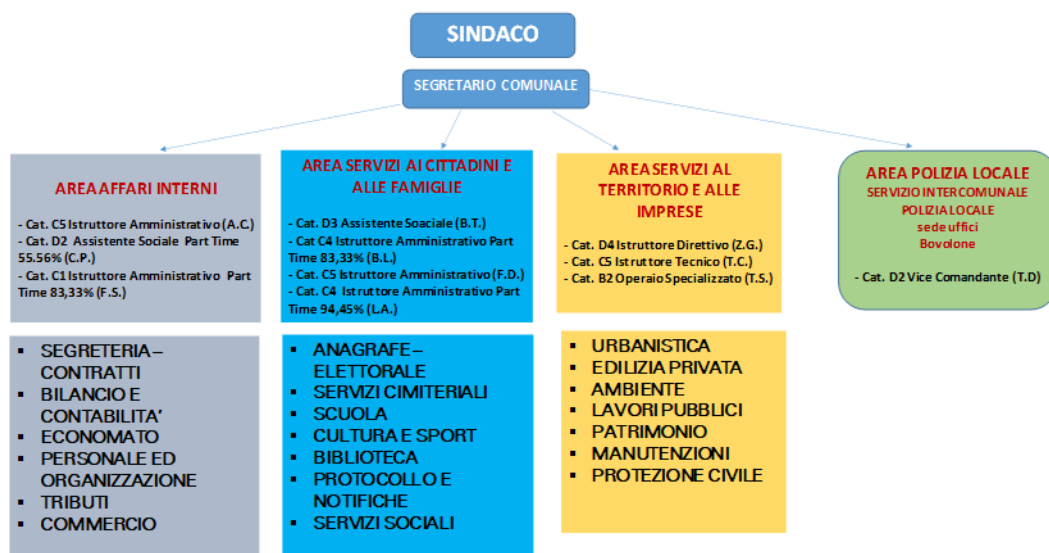 SINDACO
SEGRETARIO COMUNALE
AREA AFFARI INTERNI
- Cat. C5 Istruttore Amministrativo (A.C.)
- Cat. D2 Assistente Sociale Part Time
55.56% (C.P.)
- Cat. C1 Istruttore Amministrativo Part
Time 83,33% (F.S.)
▪ SEGRETERIA –
CONTRATTI
▪ BILANCIO E
CONTABILITA’
▪ ECONOMATO
▪ PERSONALE ED
ORGANIZZAZIONE
▪ TRIBUTI
▪ COMMERCIO
AREA SERVIZI AI CITTADINI E
ALLE FAMIGLIE
- Cat. D3 Assistente Soaciale (B.T.)
- Cat C4 Istruttore Amministrativo Part
Time 83,33% (B.L.)
- Cat. C5 Istruttore Amministrativo (F.D.)
- Cat. C4 Istruttore Amministrativo Part
Time 94,45% (L.A.)
▪ ANAGRAFE –
ELETTORALE
▪ SERVIZI CIMITERIALI
▪ SCUOLA
▪ CULTURA E SPORT
▪ BIBLIOTECA
▪ PROTOCOLLO E
NOTIFICHE
▪ SERVIZI SOCIALI
AREA SERVIZI AL
TERRITORIO E ALLE
IMPRESE
- Cat. D4 Istruttore Direttivo (Z.G.)
- Cat. C5 Istruttore Tecnico (T.C.)
- Cat. B2 Operaio Specializzato (T.S.)
▪ URBANISTICA
▪ EDILIZIA PRIVATA
▪ AMBIENTE
▪ LAVORI PUBBLICI
▪ PATRIMONIO
▪ MANUTENZIONI
▪ PROTEZIONE CIVILE
AREA POLIZIA LOCALE
SERVIZIO INTERCOMUNALE
POLIZIA LOCALE
sede uffici
Bovolone
- Cat. D2 Vice Comandante (T.D)